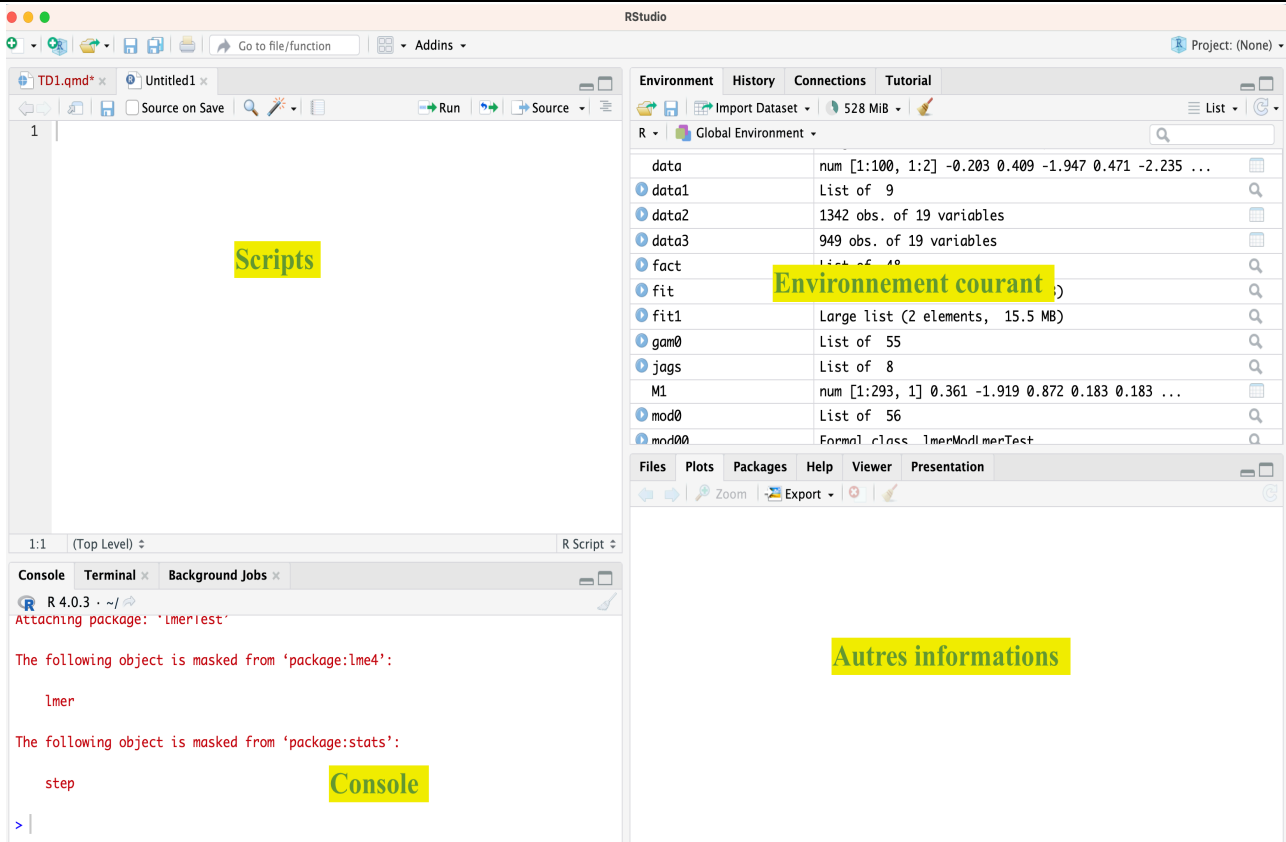 RStudio
Go to file/function
Addins
Project: (None)
TD1.qmd*
Untitled1
Source on Save
Run
Source
1
Scripts
1:1 (Top Level)
R Script
Console Terminal Background Jobs
R 4.0.3 · ~/
Attaching package: ‘lmerTest’
The following object is masked from ‘package:lme4’:
lmer
The following object is masked from ‘package:stats’:
step
Console
>
Environment History Connections Tutorial
Import Dataset 528 MiB List
R Global Environment
data num [1:100, 1:2] -0.203 0.409 -1.947 0.471 -2.235 ...
data1 List of 9
data2 1342 obs. of 19 variables
data3 949 obs. of 19 variables
fact List of 48
Environnement courant
fit )
fit1 Large list (2 elements, 15.5 MB)
gam0 List of 55
jags List of 8
M1 num [1:293, 1] 0.361 -1.919 0.872 0.183 0.183 ...
mod0 List of 56
mod00 Formal class lmerModLmerTest
Files Plots Packages Help Viewer Presentation
Zoom Export
Autres informations